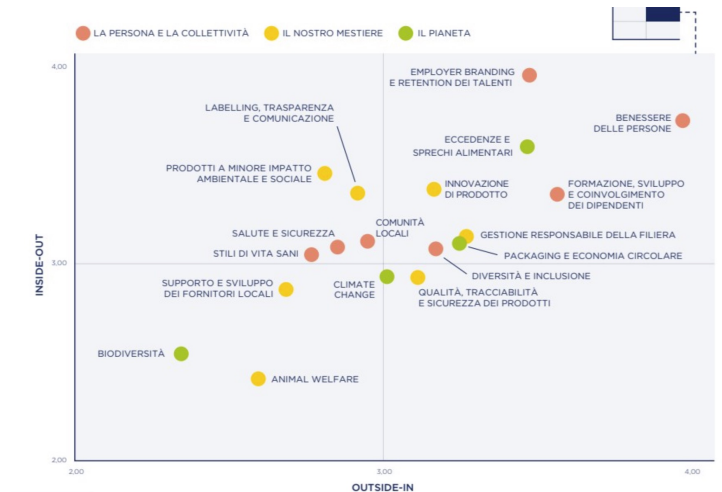 LA PERSONA E LA COLLETTIVITÀ
IL NOSTRO MESTIERE
IL PIANETA
4,00
EMPLOYER BRANDING
E RETENTION DEI TALENTI
LABELLING, TRASPARENZA
E COMUNICAZIONE
BENESSERE
DELLE PERSONE
ECCEDENZE E
SPRECHI ALIMENTARI
PRODOTTI A MINORE IMPATTO
AMBIENTALE E SOCIALE
INNOVAZIONE
DI PRODOTTO
FORMAZIONE, SVILUPPO
E COINVOLGIMENTO
DEI DIPENDENTI
COMUNITÀ
LOCALI
SALUTE E SICUREZZA
GESTIONE RESPONSABILE DELLA FILIERA
STILI DI VITA SANI
PACKAGING E ECONOMIA CIRCOLARE
INSIDE-OUT
3,00
DIVERSITÀ E INCLUSIONE
SUPPORTO E SVILUPPO
DEI FORNITORI LOCALI
CLIMATE
CHANGE
QUALITÀ, TRACCIABILITÀ
E SICUREZZA DEI PRODOTTI
BIODIVERSITÀ
ANIMAL WELFARE
2,00
2,00
3,00
4,00
OUTSIDE-IN